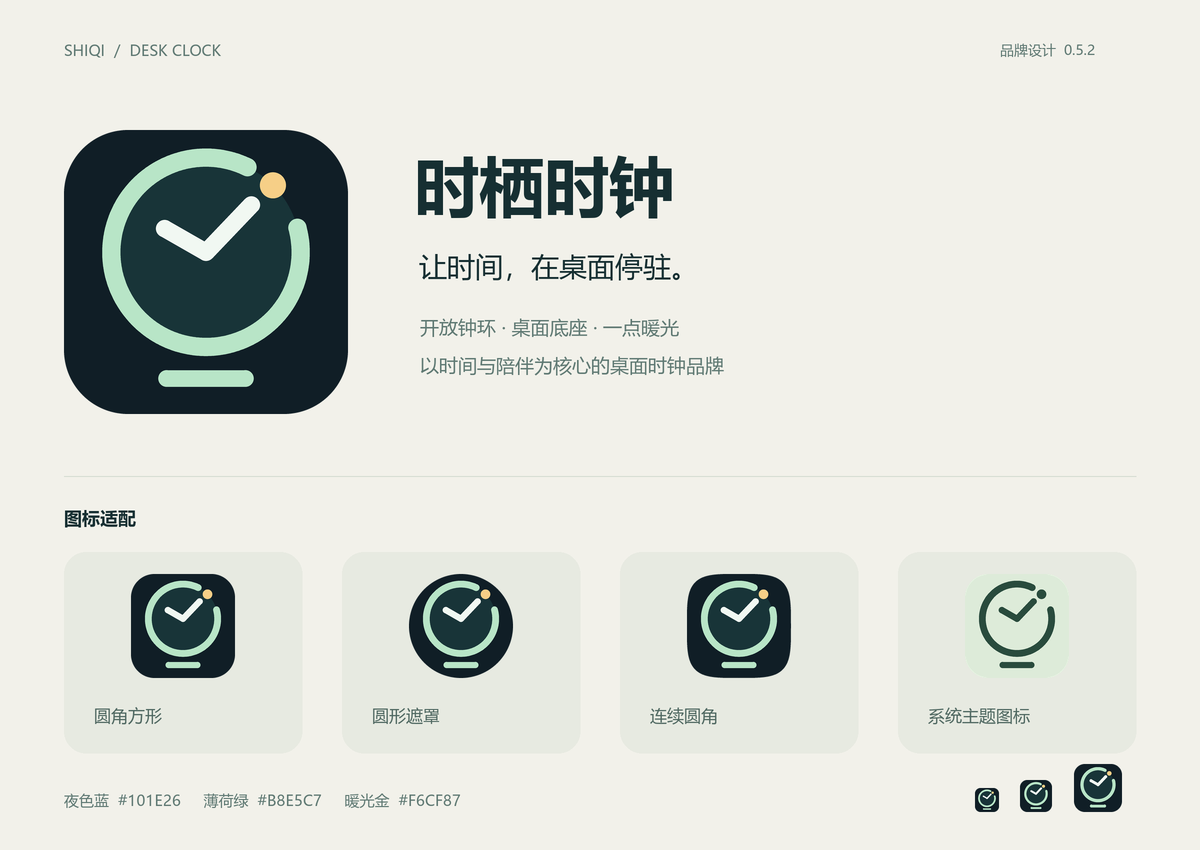 SHIQI / DESK CLOCK
品牌设计 0.5.2
时栖时钟
让时间，在桌面停驻。
开放钟环 · 桌面底座 · 一点暖光
以时间与陪伴为核心的桌面时钟品牌
图标适配
圆角方形
圆形遮罩
连续圆角
系统主题图标
夜色蓝 #101E26 薄荷绿 #B8E5C7 暖光金 #F6CF87